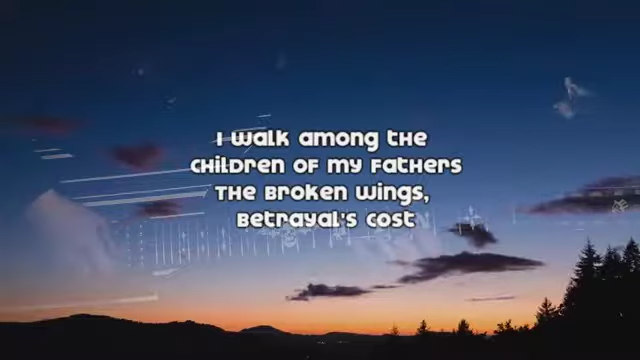 I walk among the
children of my fathers
The broken wings,
betrayal's cost